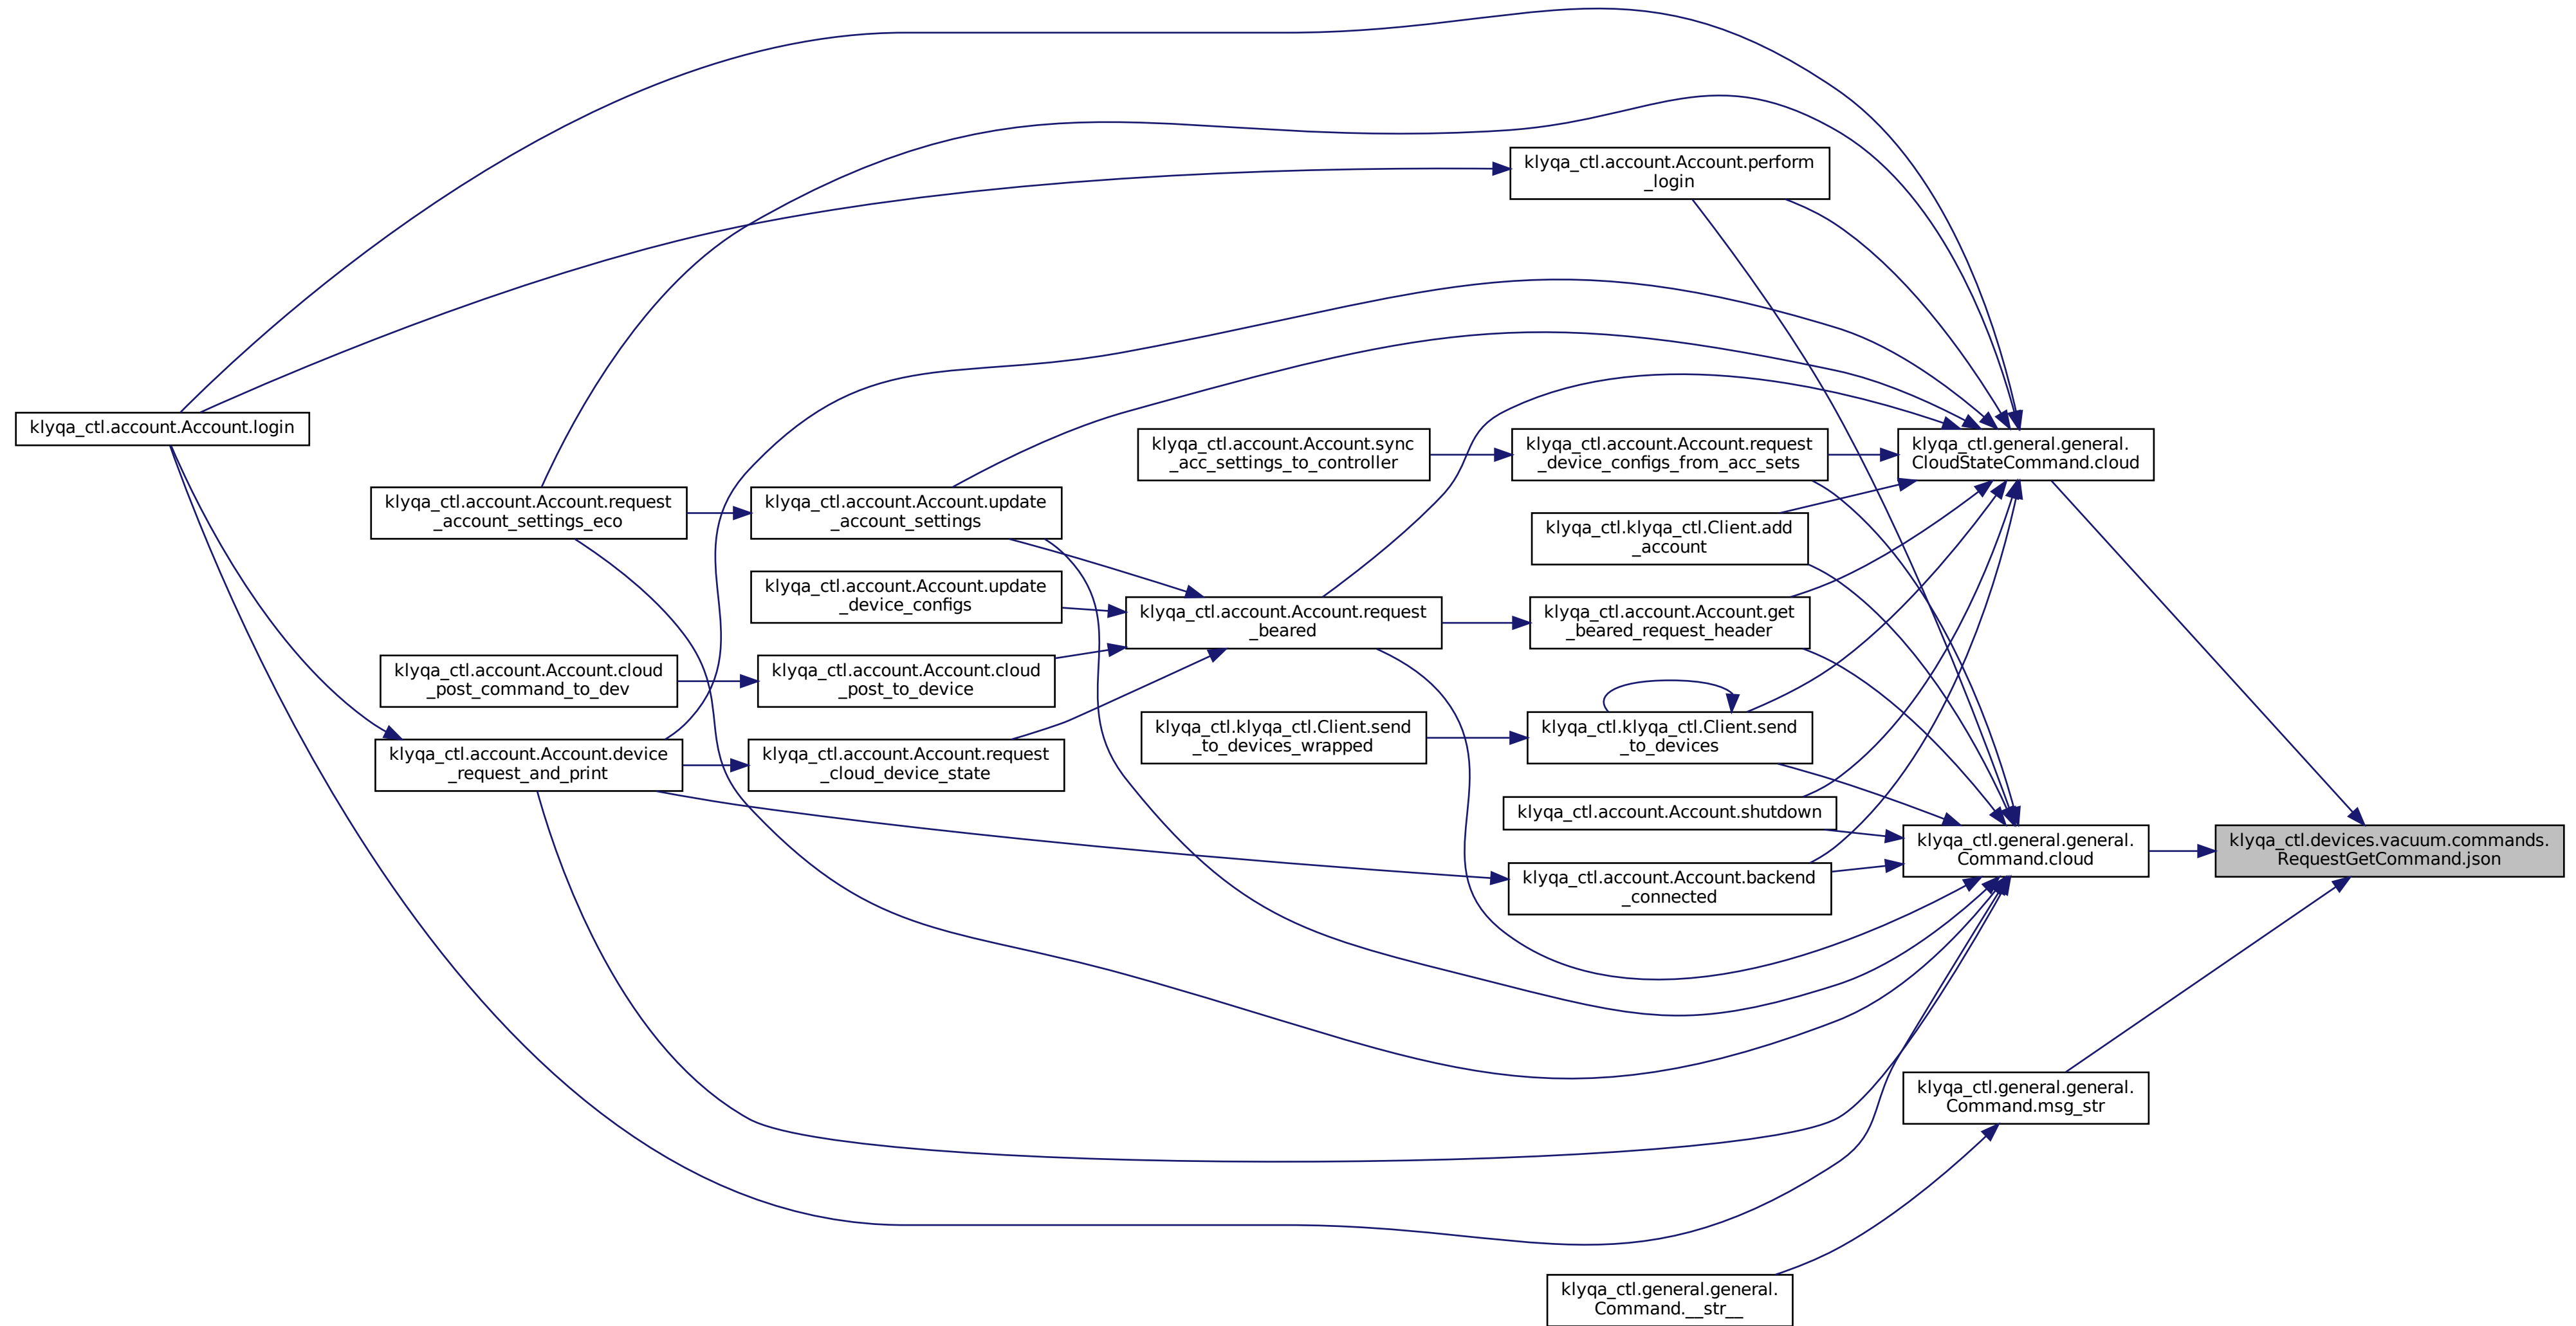 klyqa_ctl.account.Account.perform
_login
klyqa_ctl.account.Account.login
klyqa_ctl.account.Account.sync
_acc_settings_to_controller
klyqa_ctl.account.Account.request
_device_configs_from_acc_sets
klyqa_ctl.general.general.
CloudStateCommand.cloud
klyqa_ctl.account.Account.request
_account_settings_eco
klyqa_ctl.account.Account.update
_account_settings
klyqa_ctl.klyqa_ctl.Client.add
_account
klyqa_ctl.account.Account.update
_device_configs
klyqa_ctl.account.Account.request
_beared
klyqa_ctl.account.Account.get
_beared_request_header
klyqa_ctl.account.Account.cloud
_post_command_to_dev
klyqa_ctl.account.Account.cloud
_post_to_device
klyqa_ctl.klyqa_ctl.Client.send
_to_devices_wrapped
klyqa_ctl.klyqa_ctl.Client.send
_to_devices
klyqa_ctl.account.Account.device
_request_and_print
klyqa_ctl.account.Account.request
_cloud_device_state
klyqa_ctl.account.Account.shutdown
klyqa_ctl.general.general.
Command.cloud
klyqa_ctl.devices.vacuum.commands.
RequestGetCommand.json
klyqa_ctl.account.Account.backend
_connected
klyqa_ctl.general.general.
Command.msg_str
klyqa_ctl.general.general.
Command.__str__